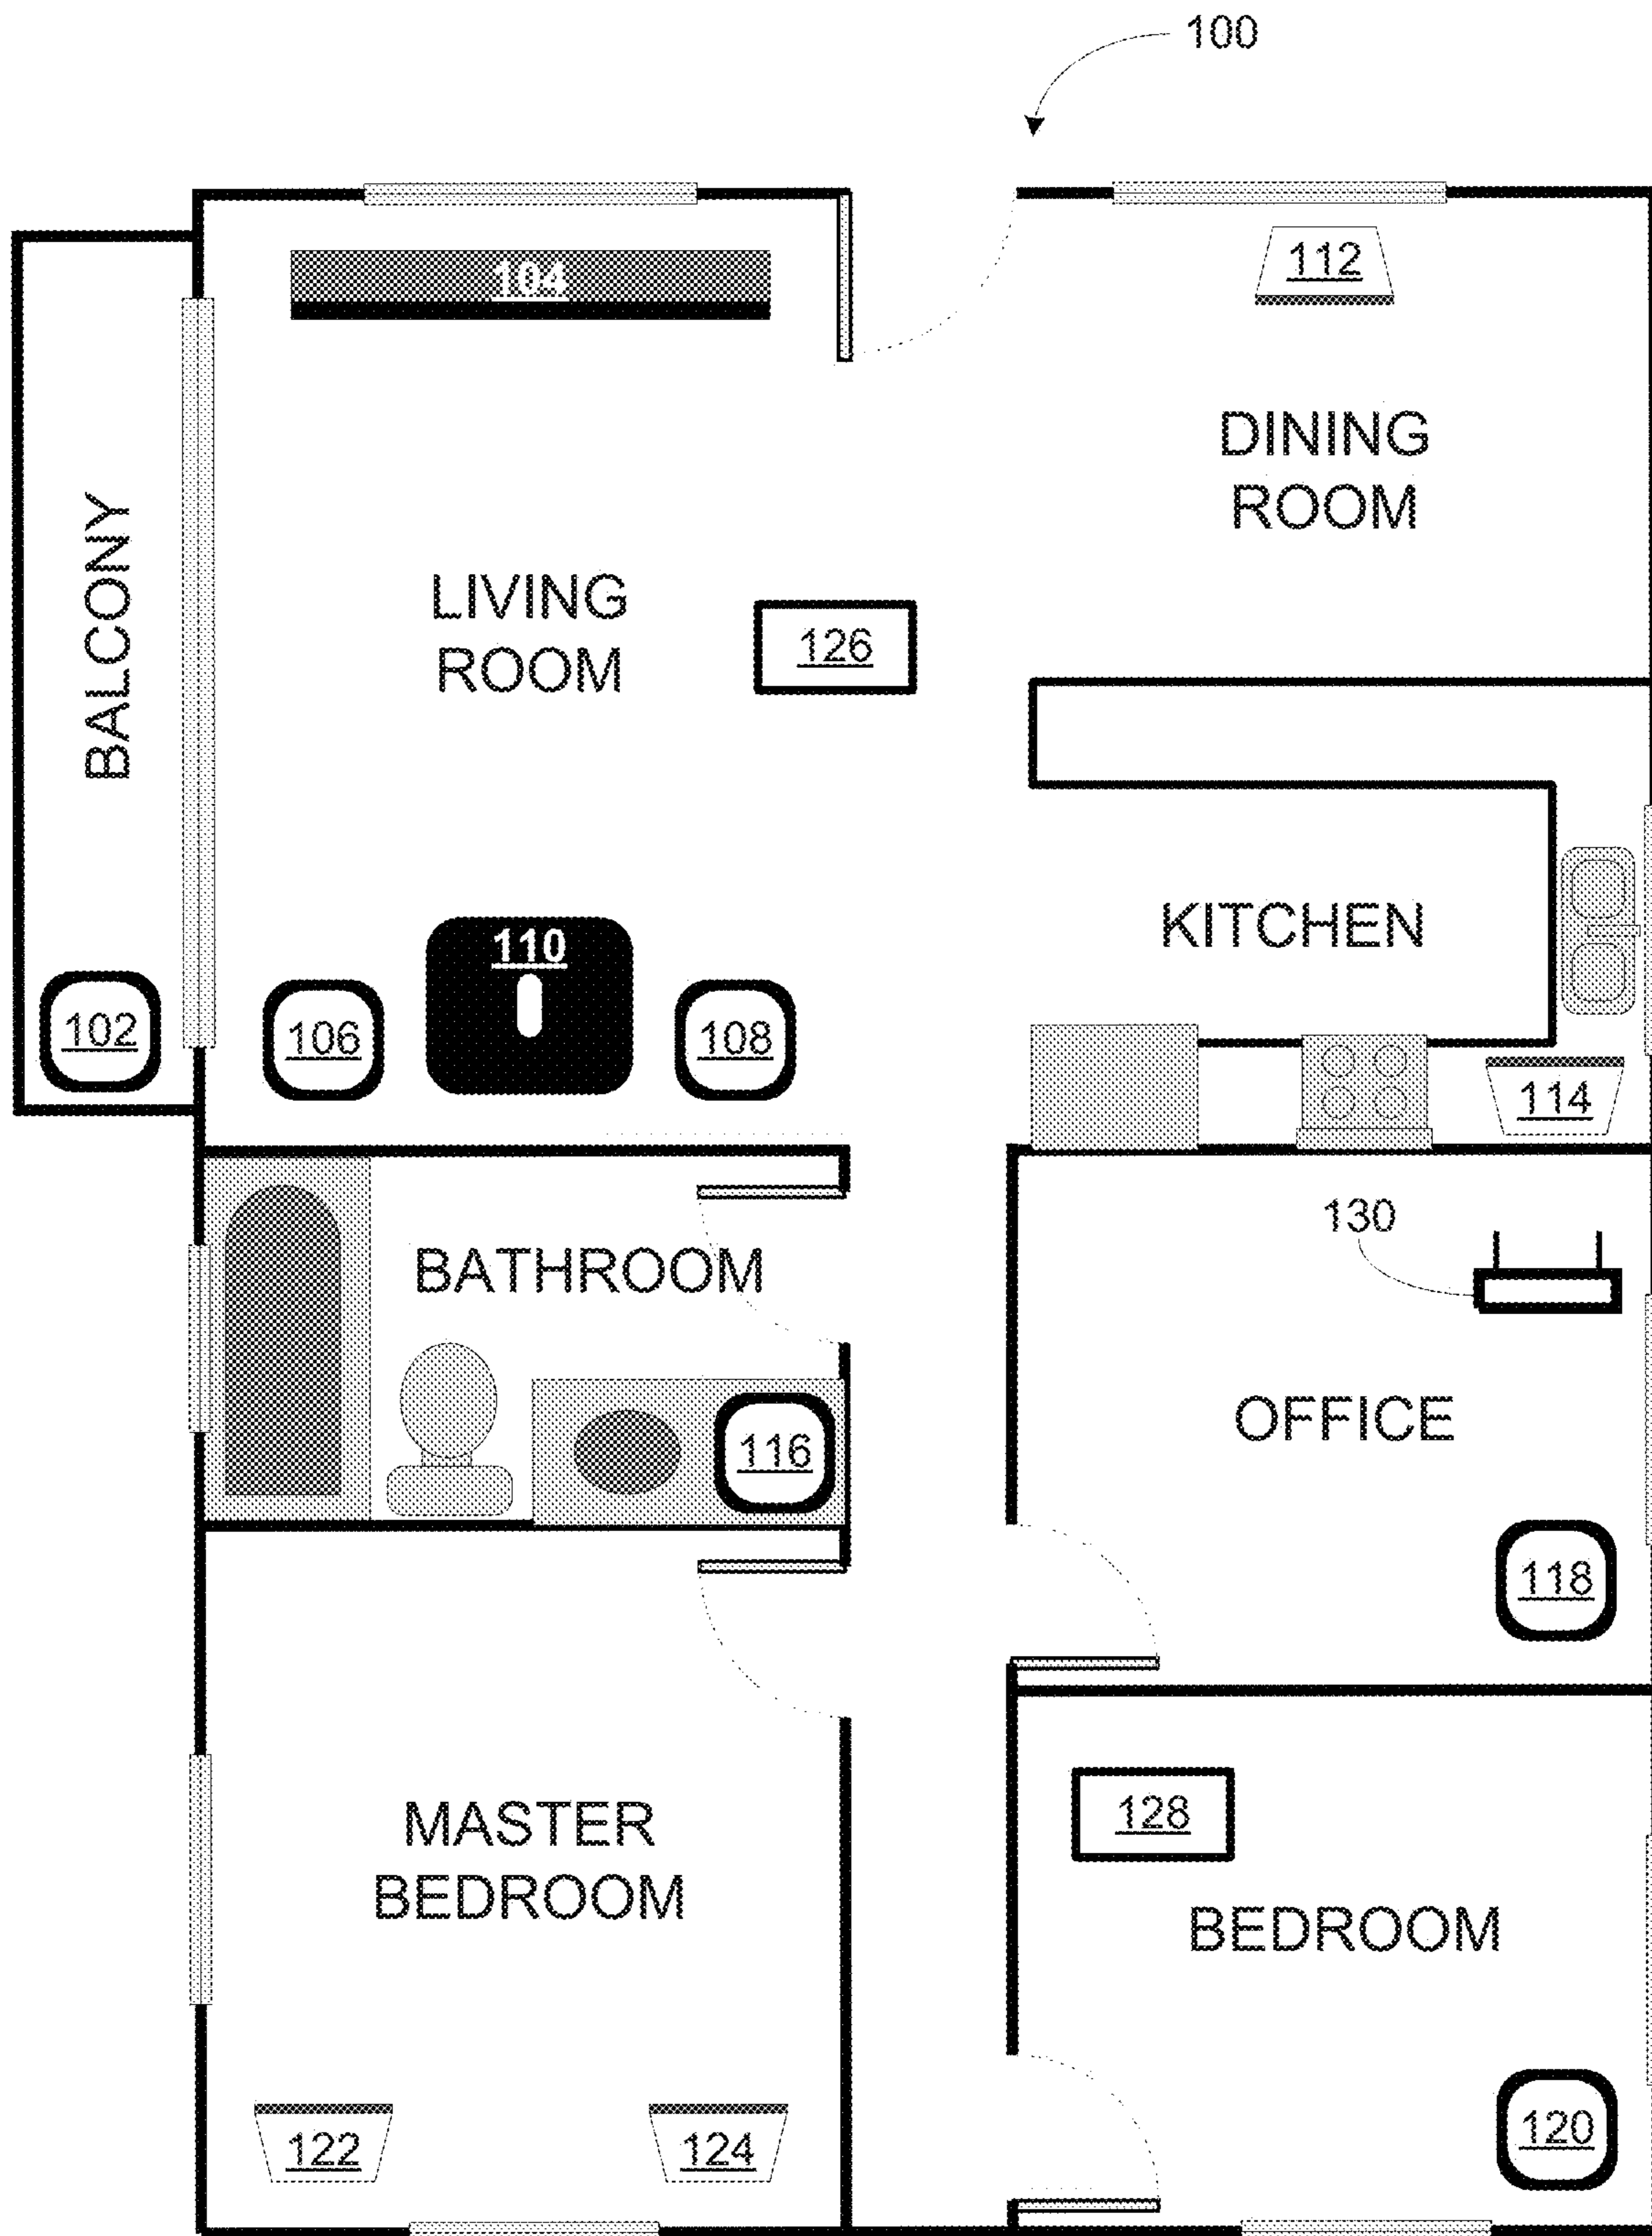 100
104
112
DINING
ROOM
BALCONY
LIVING
ROOM
126
110
KITCHEN
102
106
108
114
130
BATHROOM
OFFICE
116
118
128
MASTER
BEDROOM
BEDROOM
122
124
120